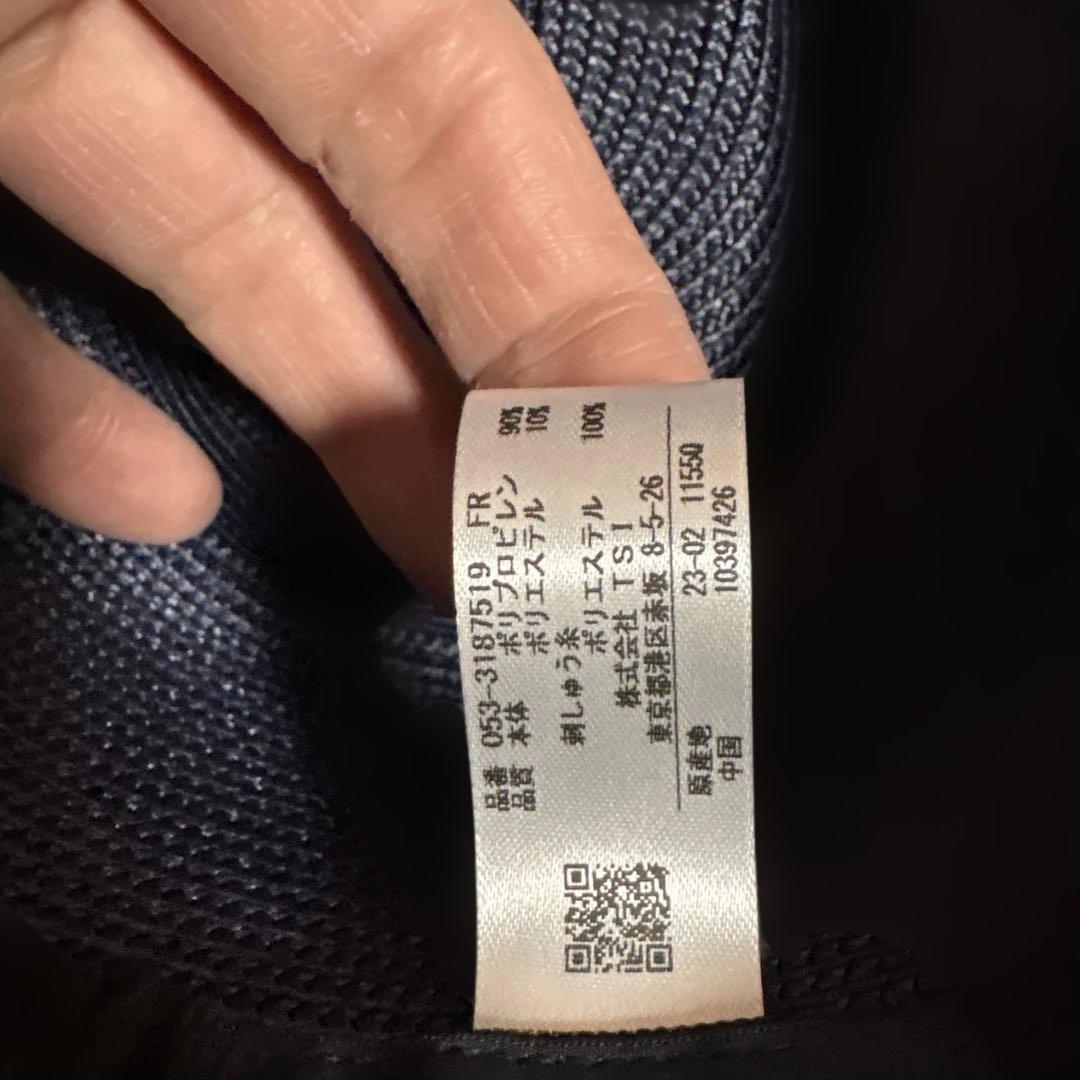 品番 053-3187519 FR
品質 本体 ポリプロピレン 90%
ポリエステル 10%
刺しゅう糸
ポリエステル 100%
株式会社 TSI
東京都港区赤坂 8-5-26
原産地 23-02 11550
中国 10397426